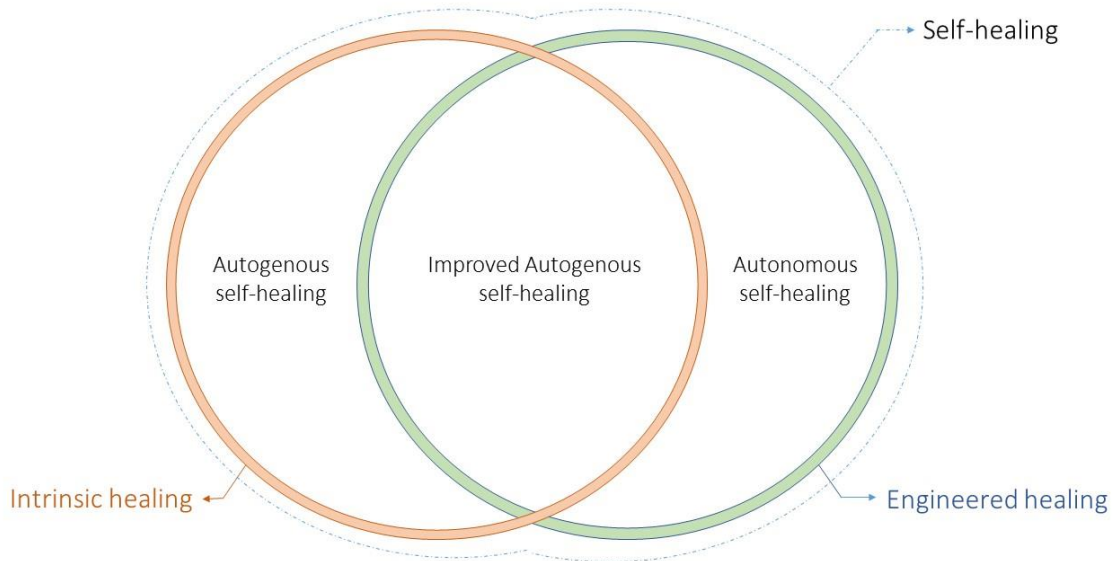 Self-healing
Autogenous
self-healing
Improved Autogenous
self-healing
Autonomous
self-healing
Intrinsic healing
Engineered healing